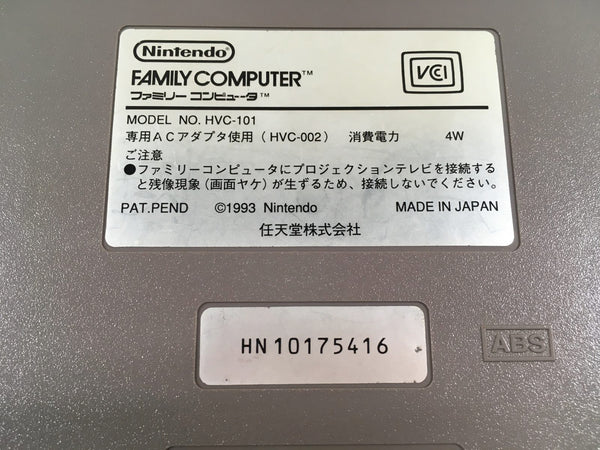 Nintendo
FAMILY COMPUTER™
ファミリー コンピュータ™
VCI
MODEL NO. HVC-101
専用ACアダプタ使用(HVC-002) 消費電力 4W
ご注意
●ファミリーコンピュータにプロジェクションテレビを接続する
と残像現象(画面ヤケ)が生ずるため、接続しないでください。
PAT.PEND ©1993 Nintendo MADE IN JAPAN
任天堂株式会社
HN10175416
ABS